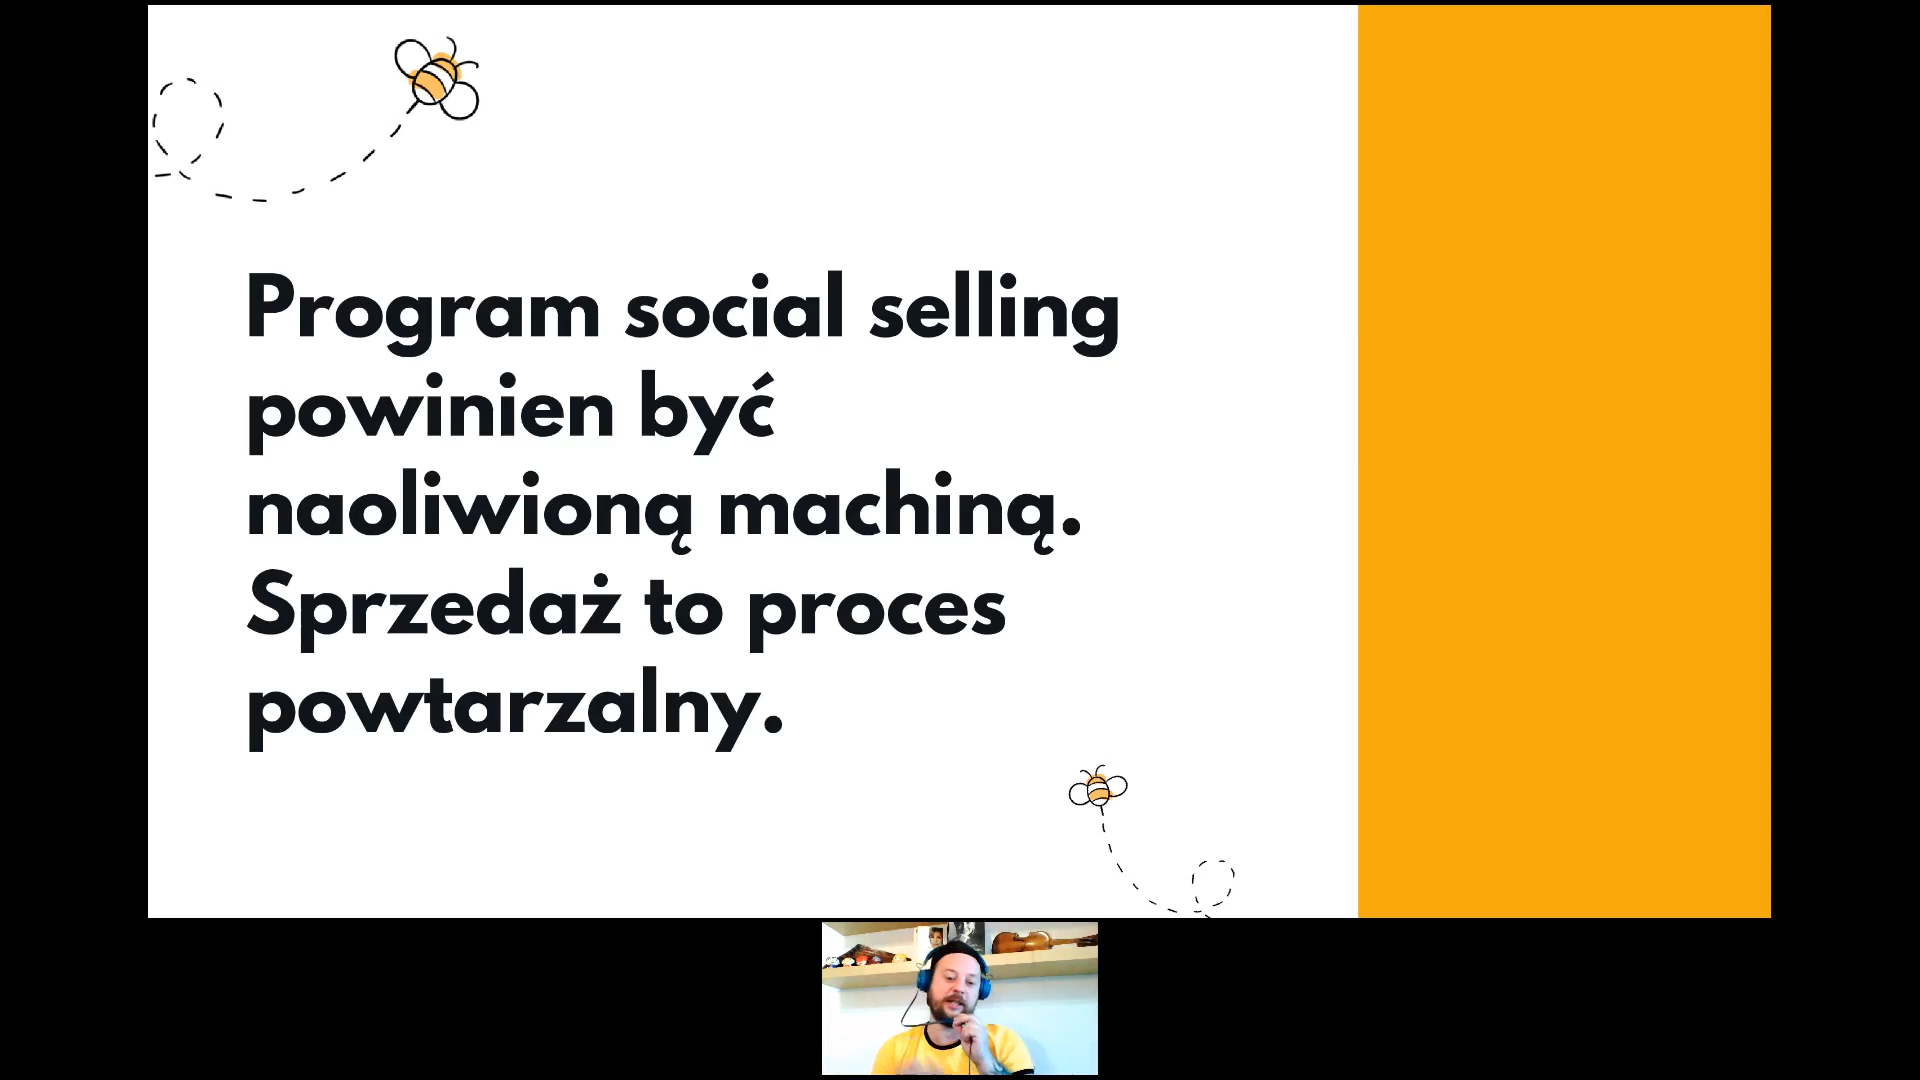 Program social selling
powinien być
naoliwioną machiną.
Sprzedaż to proces
powtarzalny.